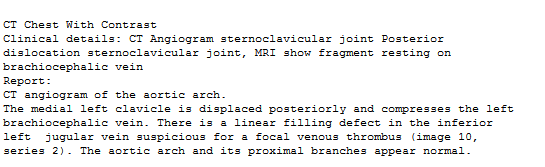 CT Chest With Contrast
Clinical details: CT Angiogram sternoclavicular joint Posterior
dislocation sternoclavicular joint, MRI show fragment resting on
brachiocephalic vein
Report:
CT angiogram of the aortic arch.
The medial left clavicle is displaced posteriorly and compresses the left
brachiocephalic vein. There is a linear filling defect in the inferior
left  jugular vein suspicious for a focal venous thrombus (image 10,
series 2). The aortic arch and its proximal branches appear normal.